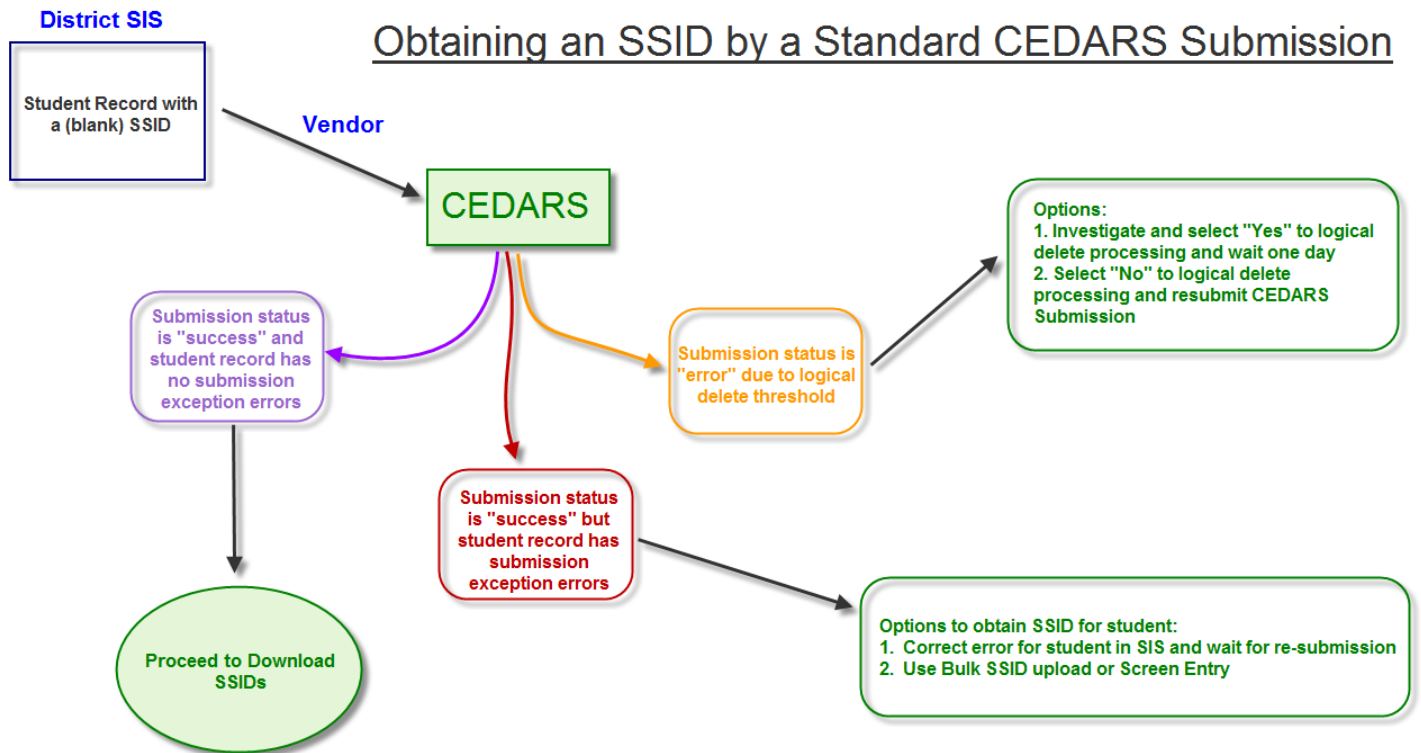 District SIS
Obtaining an SSID by a Standard CEDARS Submission
Student Record with
a (blank) SSID
Vendor
CEDARS
Options:
1. Investigate and select "Yes" to logical
delete processing and wait one day
2. Select "No" to logical delete
processing and resubmit CEDARS
Submission
Submission status
is "success" and
student record has
no submission
exception errors
Submission status is
"error" due to logical
delete threshold
Submission status
is "success" but
student record has
submission
exception errors
Proceed to Download
SSIDs
Options to obtain SSID for student:
1. Correct error for student in SIS and wait for re-submission
2. Use Bulk SSID upload or Screen Entry